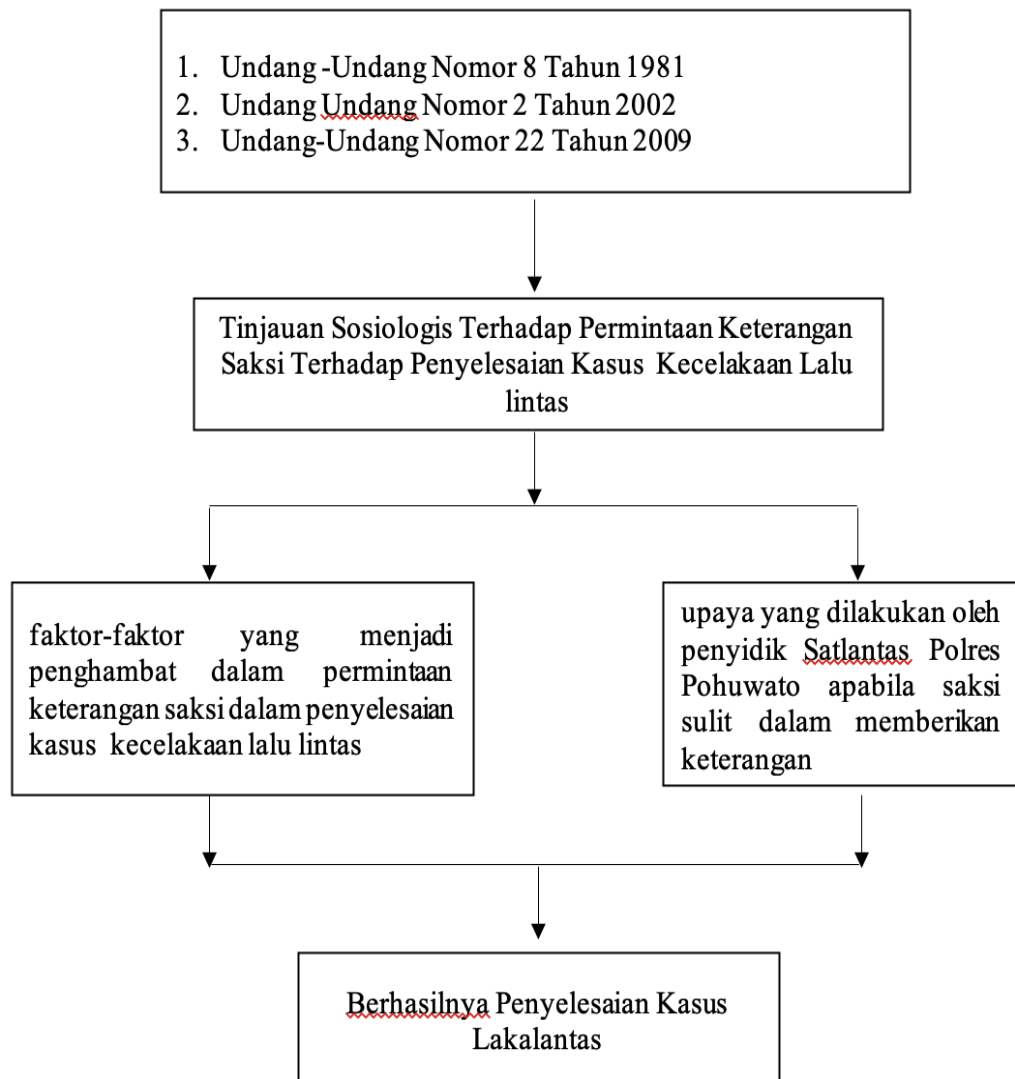 1. Undang -Undang Nomor 8 Tahun 1981
2. Undang Undang Nomor 2 Tahun 2002
3. Undang-Undang Nomor 22 Tahun 2009
Tinjauan Sosiologis Terhadap Permintaan Keterangan
Saksi Terhadap Penyelesaian Kasus Kecelakaan Lalu
lintas
faktor-faktor yang menjadi
penghambat dalam permintaan
keterangan saksi dalam penyelesaian
kasus kecelakaan lalu lintas
upaya yang dilakukan oleh
penyidik Satlantas Polres
Pohuwato apabila saksi
sulit dalam memberikan
keterangan
Berhasilnya Penyelesaian Kasus
Lakalantas